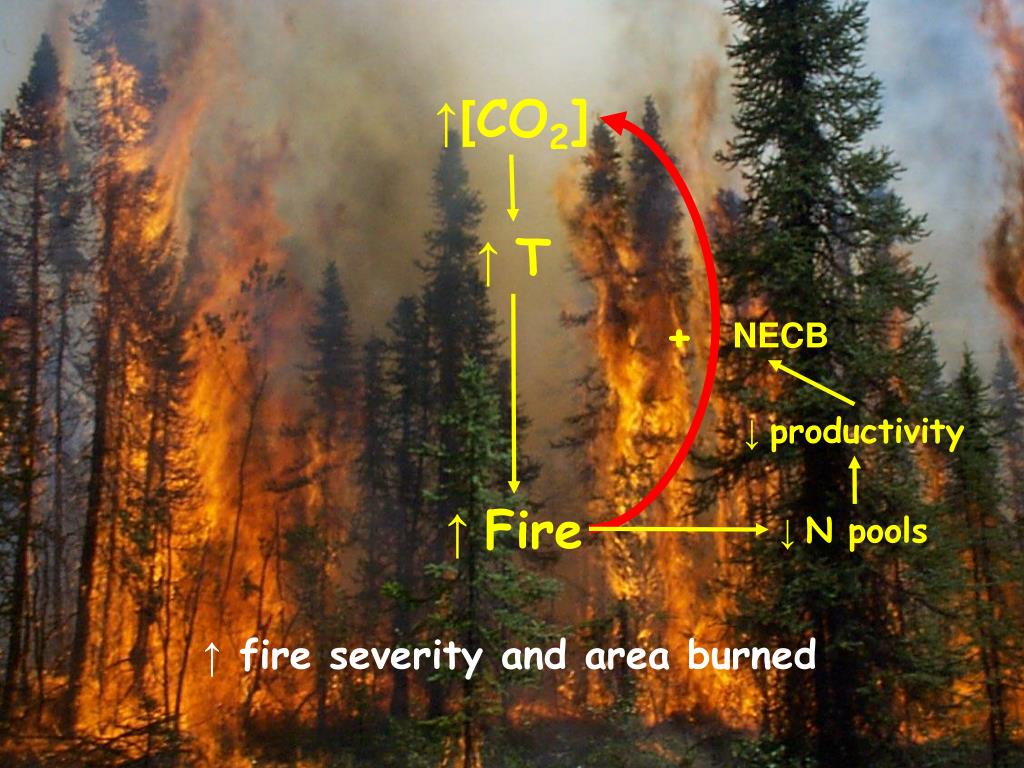 ↑[CO₂]
↑ T
+ NECB
↓ productivity
↑ Fire
↓ N pools
↑ fire severity and area burned